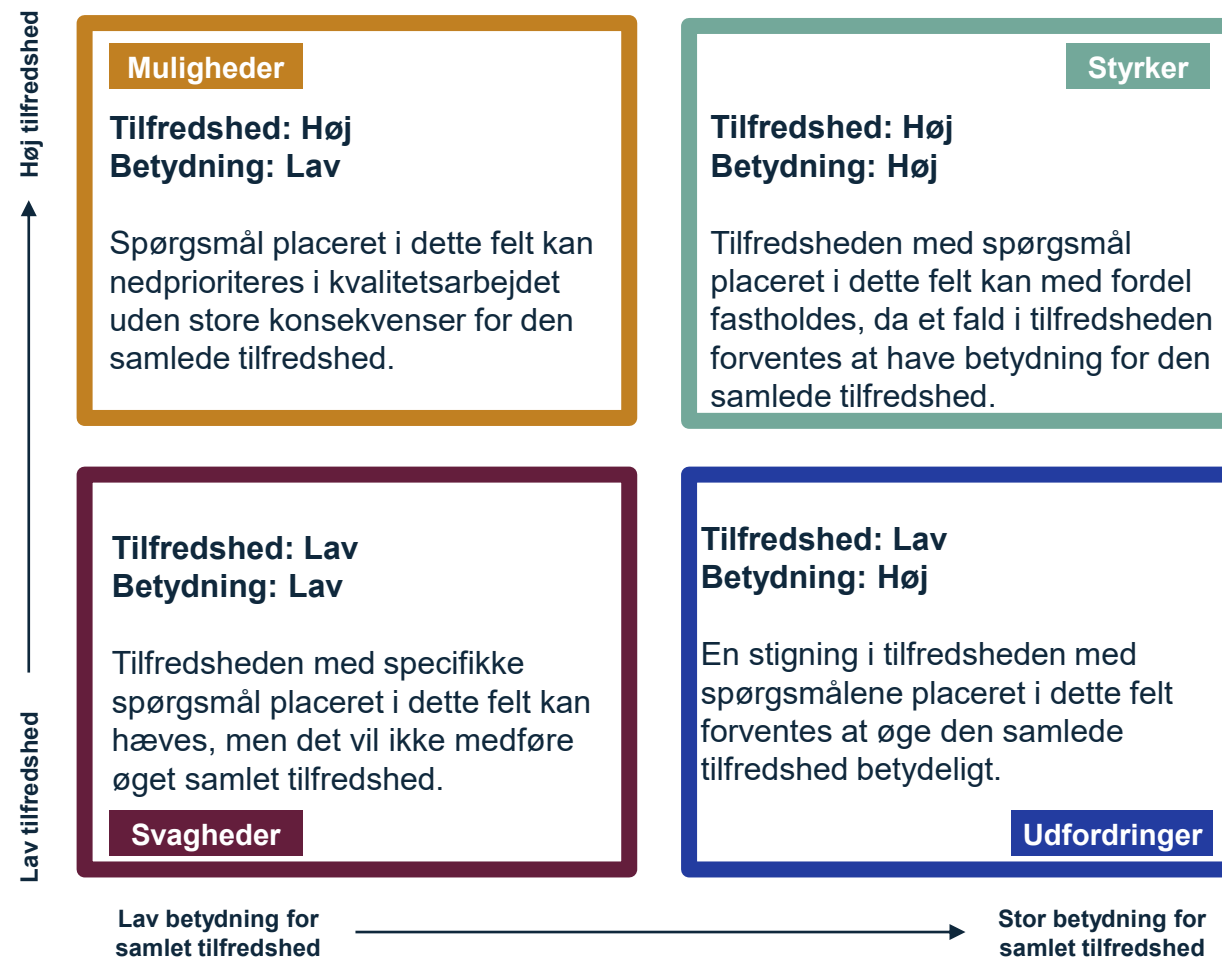 Høj tilfredshed
Muligheder
Tilfredshed: Høj
Betydning: Lav
Spørgsmål placeret i dette felt kan
nedprioriteres i kvalitetsarbejdet
uden store konsekvenser for den
samlede tilfredshed.
Styrker
Tilfredshed: Høj
Betydning: Høj
Tilfredsheden med spørgsmål
placeret i dette felt kan med fordel
fastholdes, da et fald i tilfredsheden
forventes at have betydning for den
samlede tilfredshed.
Lav tilfredshed
Tilfredshed: Lav
Betydning: Lav
Tilfredsheden med specifikke
spørgsmål placeret i dette felt kan
hæves, men det vil ikke medføre
øget samlet tilfredshed.
Svagheder
Tilfredshed: Lav
Betydning: Høj
En stigning i tilfredsheden med
spørgsmålene placeret i dette felt
forventes at øge den samlede
tilfredshed betydeligt.
Udfordringer
Lav betydning for
samlet tilfredshed
Stor betydning for
samlet tilfredshed